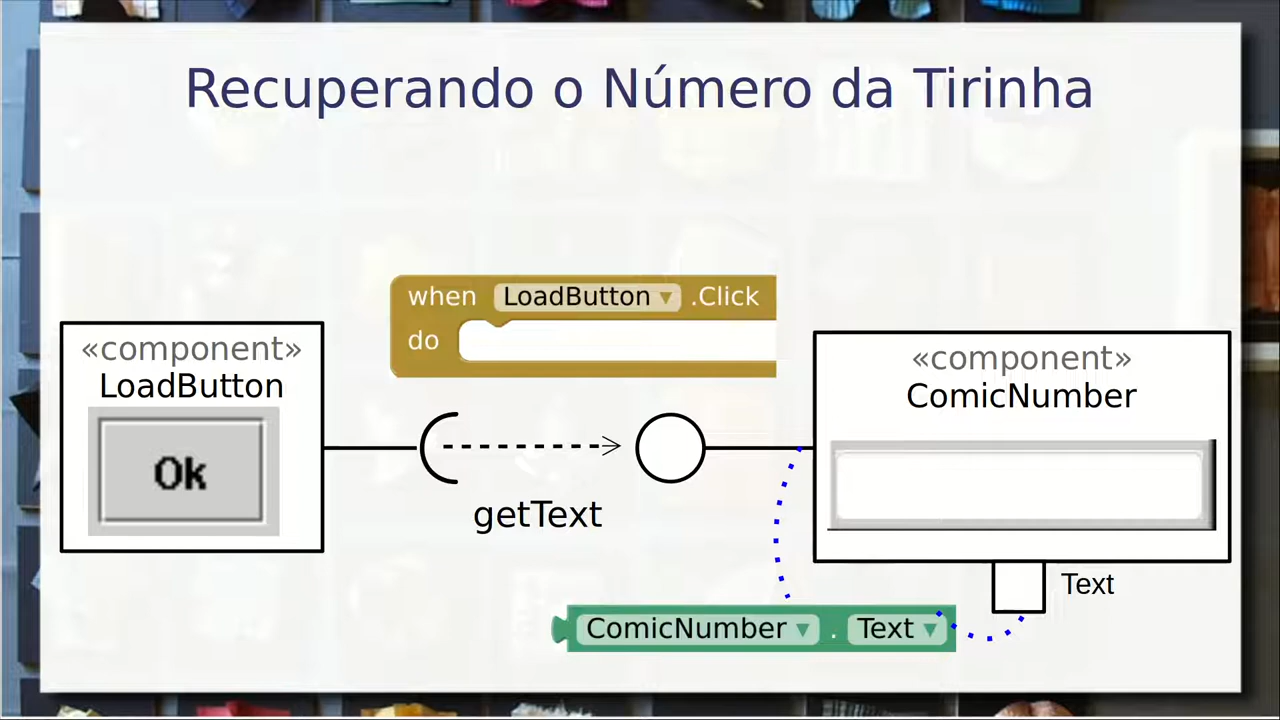 Recuperando o Número da Tirinha
when LoadButton ▾ .Click
do
«component»
LoadButton
Ok
getText
«component»
ComicNumber
Text
ComicNumber ▾ . Text ▾